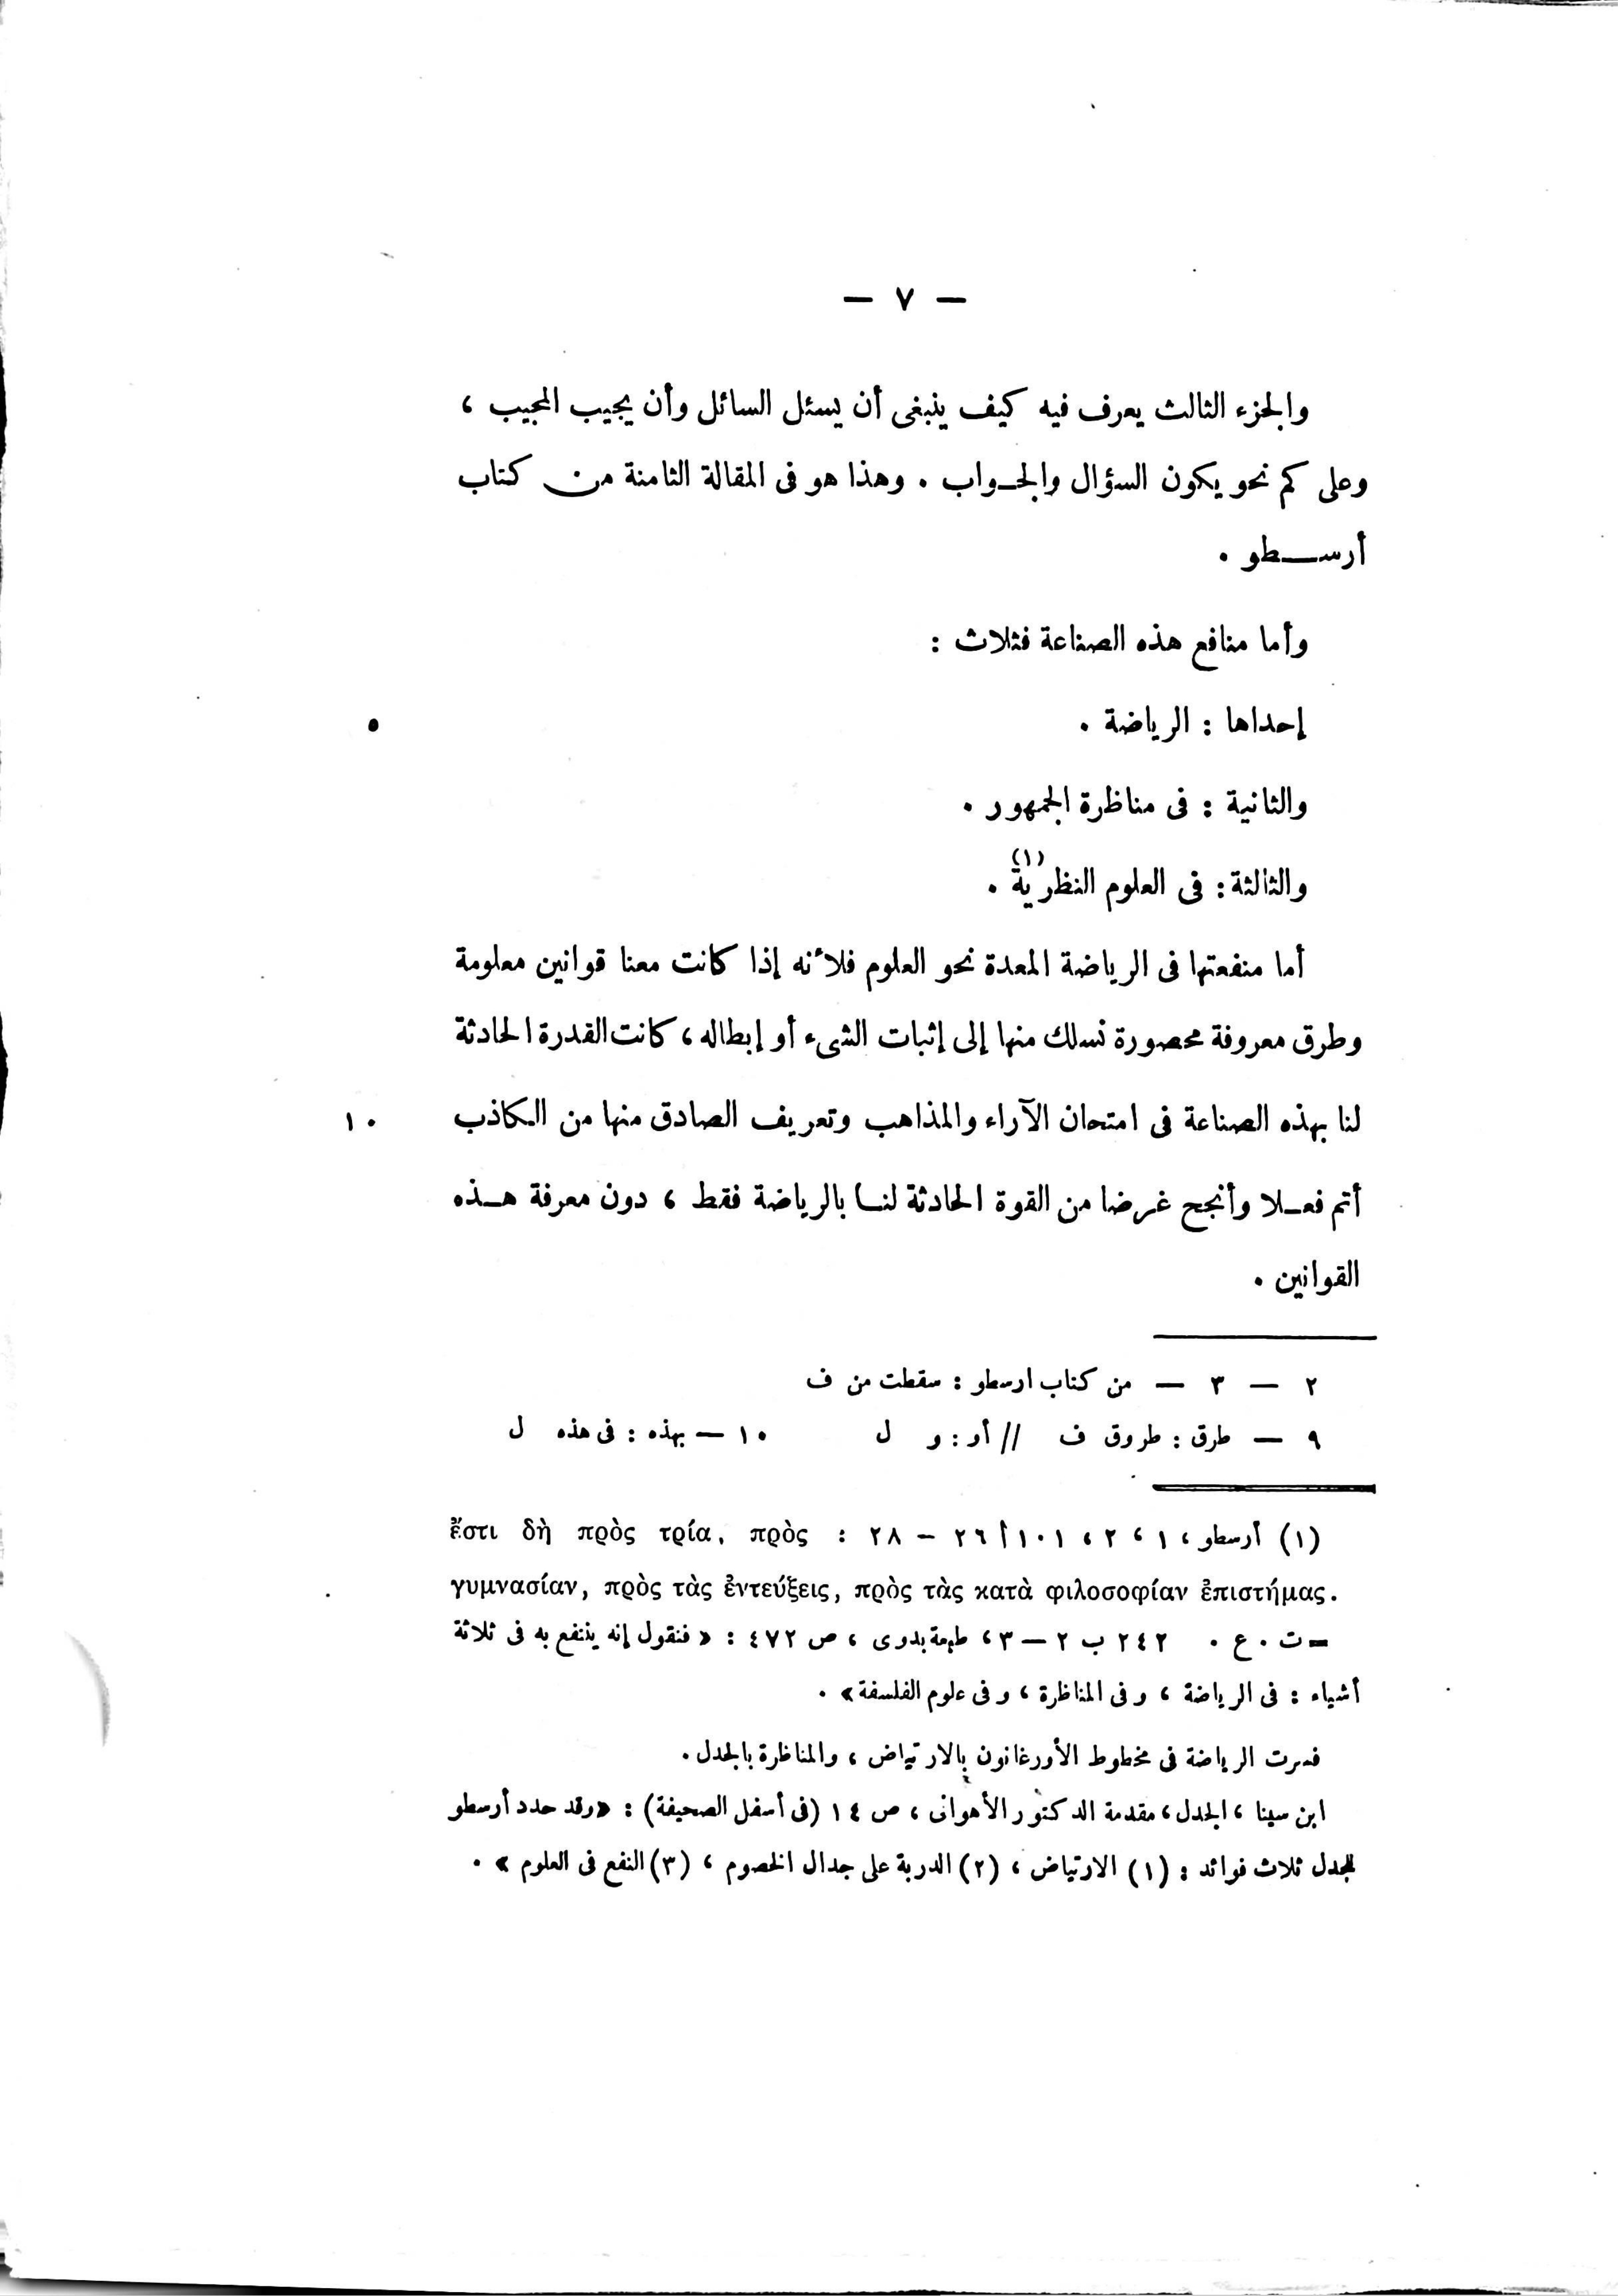 — ٧ —
والجزء الثالث يعرف فيه كيف ينبغى أن يسئل السائل وأن يجيب المجيب ،
وعلى كم نحو يكون السؤال والجواب . وهذا هو فى المقالة الثامنة من كتاب
أرسطو .
وأما منافع هذه الصناعة فثلاث :
إحداها : الرياضة . ٥
والثانية : فى مناظرة الجمهور .
والثالثة : فى العلوم النظرية (١) .
أما منفعتها فى الرياضة المعدة نحو العلوم فلأنه إذا كانت معنا قوانين معلومة
وطرق معروفة محصورة نسلك منها إلى إثبات الشىء أو إبطاله ، كانت القدرة الحادثة
لنا بهذه الصناعة فى امتحان الآراء والمذاهب وتعريف الصادق منها من الكاذب ١٠
أتم فعلا وأنجح غرضا من القوة الحادثة لنا بالرياضة فقط ، دون معرفة هذه
القوانين .
٢ — ٣ — من كتاب ارسطو : سقطت من ف
٩ — طرق : طروق ف // أو : و ل ١٠ — بهذه : فى هذه ل
(١) أرسطو ، ١ ، ٢ ، ١٠١أ ٢٦ – ٢٨ : ἔστι δὴ πρὸς τρία, πρὸς
γυμνασίαν, πρὸς τὰς ἐντεύξεις, πρὸς τὰς κατὰ φιλοσοφίαν ἐπιστήμας.
= ت . ع . ٢٤٢ ب ٢ — ٣ ، طبعة بدوى ، ص ٤٧٢ : « فنقول إنه ينتفع به فى ثلاثة
أشياء : فى الرياضة ، وفى المناظرة ، وفى علوم الفلسفة » .
فسرت الرياضة فى مخطوط الأورغانون بالارتياض ، والمناظرة بالجدل .
ابن سينا ، الجدل ، مقدمة الدكتور الأهوانى ، ص ١٤ (فى أسفل الصحيفة) : « وقد حدد أرسطو
للجدل ثلاث فوائد : (١) الارتياض ، (٢) الدربة على جدال الخصوم ، (٣) النفع فى العلوم » .